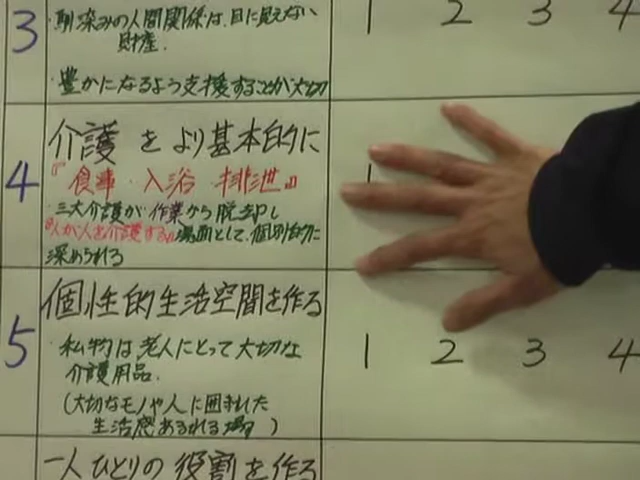 3
・馴染みの人間関係は、目に見えない
財産。
・豊かになるよう支援することが大切
1 2 3 4
4
介護をより基本的に
『食事・入浴・排泄』
・三大介護が作業から脱却し
『人が人を介護する』場面として、個別的に
深められる
1
5
個性的生活空間を作る
・私物は老人にとって大切な
介護用品。
(大切なモノや人に囲まれた
生活感あふれる場所)
1 2 3 4
一人ひとりの役割を作る